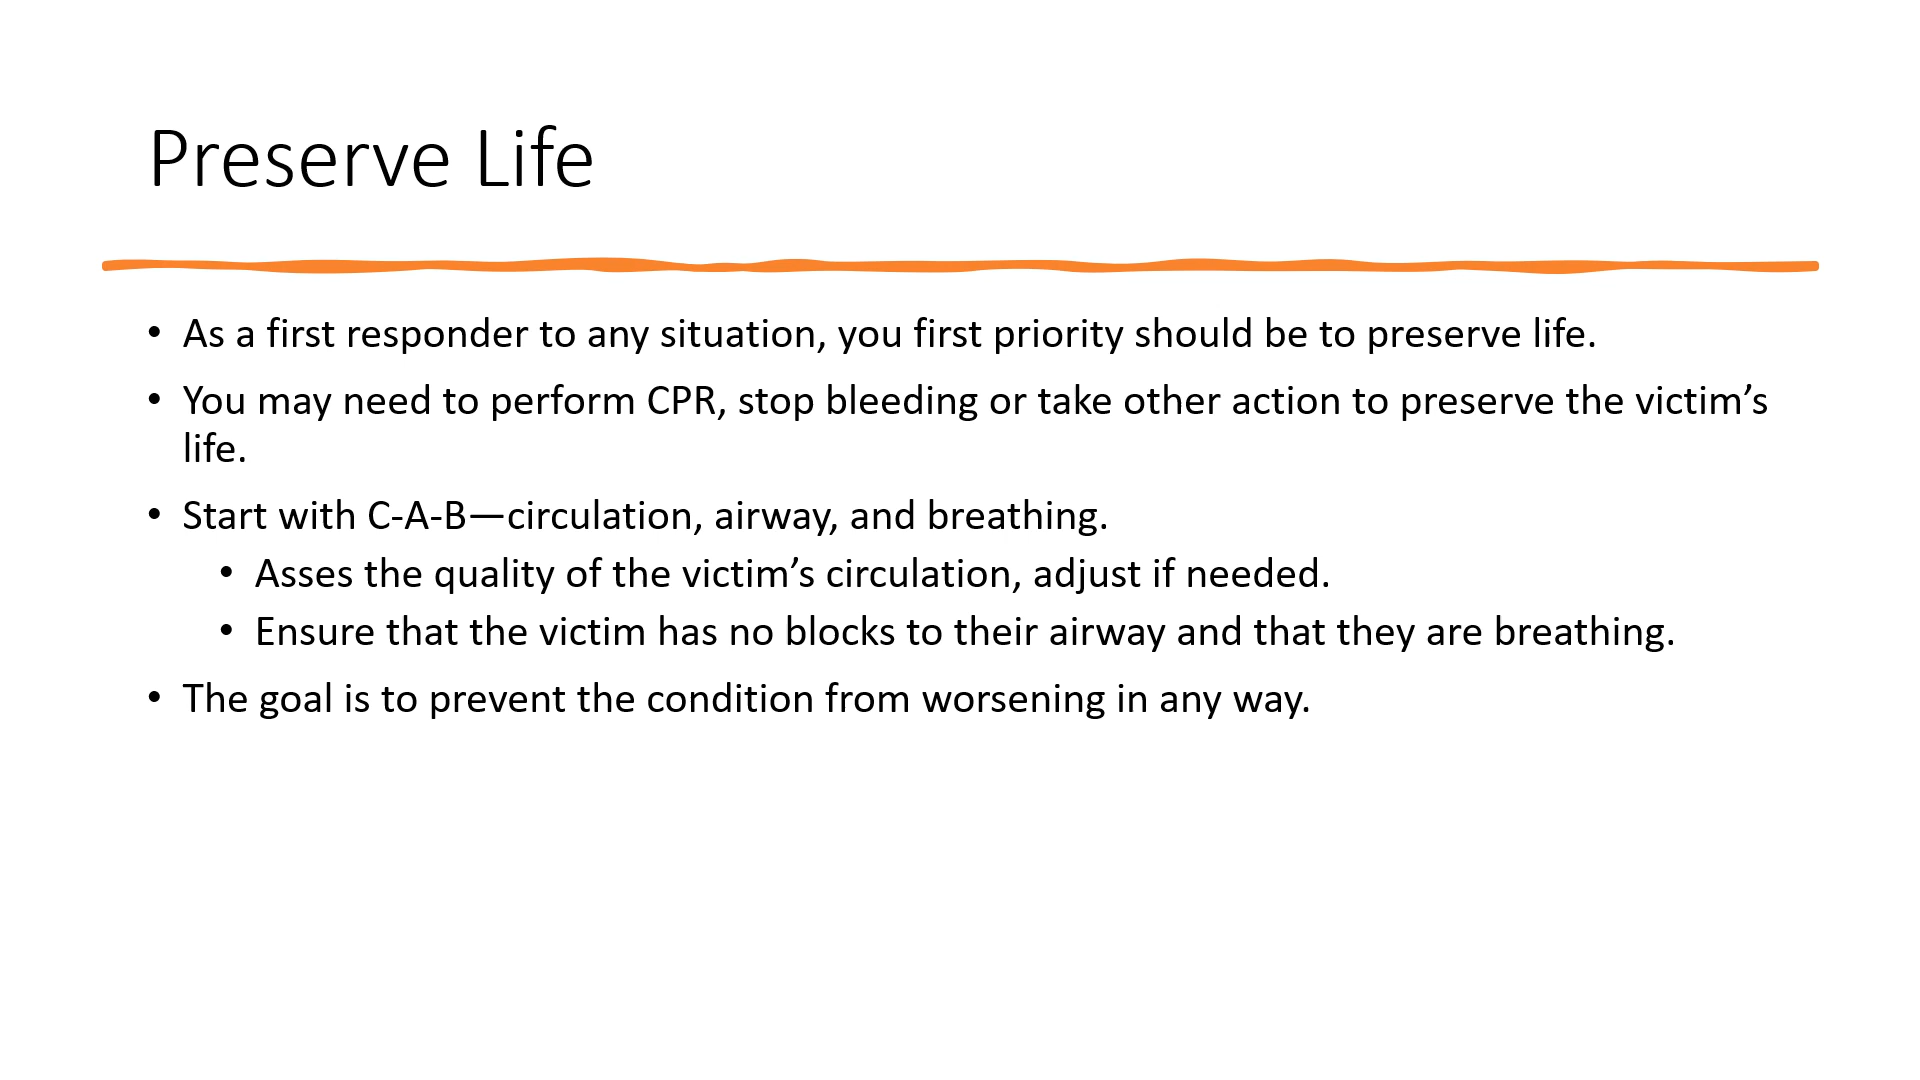 Preserve Life
• As a first responder to any situation, you first priority should be to preserve life.
• You may need to perform CPR, stop bleeding or take other action to preserve the victim’s
life.
• Start with C-A-B—circulation, airway, and breathing.
• Asses the quality of the victim’s circulation, adjust if needed.
• Ensure that the victim has no blocks to their airway and that they are breathing.
• The goal is to prevent the condition from worsening in any way.